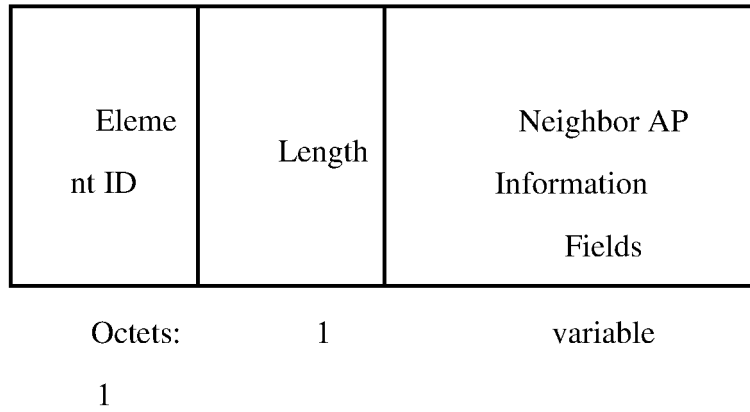 Eleme
nt ID
Length
Neighbor AP
Information
Fields
Octets:
1
1
variable